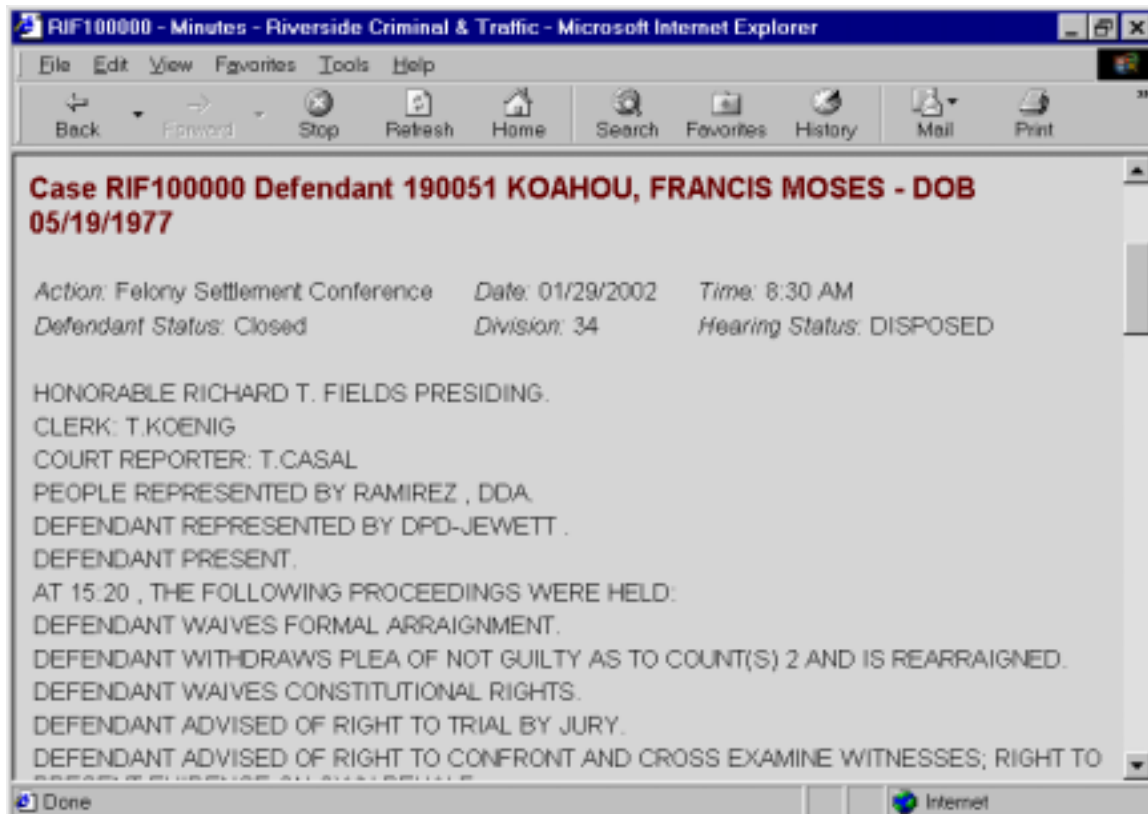 RIF100000 - Minutes - Riverside Criminal & Traffic - Microsoft Internet Explorer
File Edit View Favorites Tools Help
Back Forward Stop Refresh Home Search Favorites History Mail Print
Case RIF100000 Defendant 190051 KOAHOU, FRANCIS MOSES - DOB
05/19/1977
Action: Felony Settlement Conference Date: 01/29/2002 Time: 8:30 AM
Defendant Status: Closed Division: 34 Hearing Status: DISPOSED
HONORABLE RICHARD T. FIELDS PRESIDING.
CLERK: T.KOENIG
COURT REPORTER: T.CASAL
PEOPLE REPRESENTED BY RAMIREZ , DDA.
DEFENDANT REPRESENTED BY DPD-JEWETT .
DEFENDANT PRESENT.
AT 15:20 , THE FOLLOWING PROCEEDINGS WERE HELD:
DEFENDANT WAIVES FORMAL ARRAIGNMENT.
DEFENDANT WITHDRAWS PLEA OF NOT GUILTY AS TO COUNT(S) 2 AND IS REARRAIGNED.
DEFENDANT WAIVES CONSTITUTIONAL RIGHTS.
DEFENDANT ADVISED OF RIGHT TO TRIAL BY JURY.
DEFENDANT ADVISED OF RIGHT TO CONFRONT AND CROSS EXAMINE WITNESSES; RIGHT TO
Done Internet